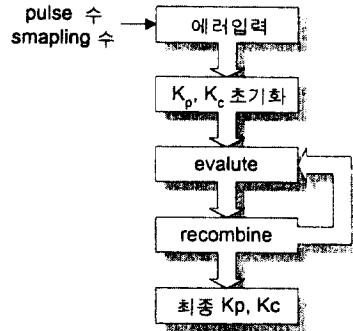 pulse 수
smapling 수
에러입력
Kp, Kc 초기화
evalute
recombine
최종 Kp, Kc